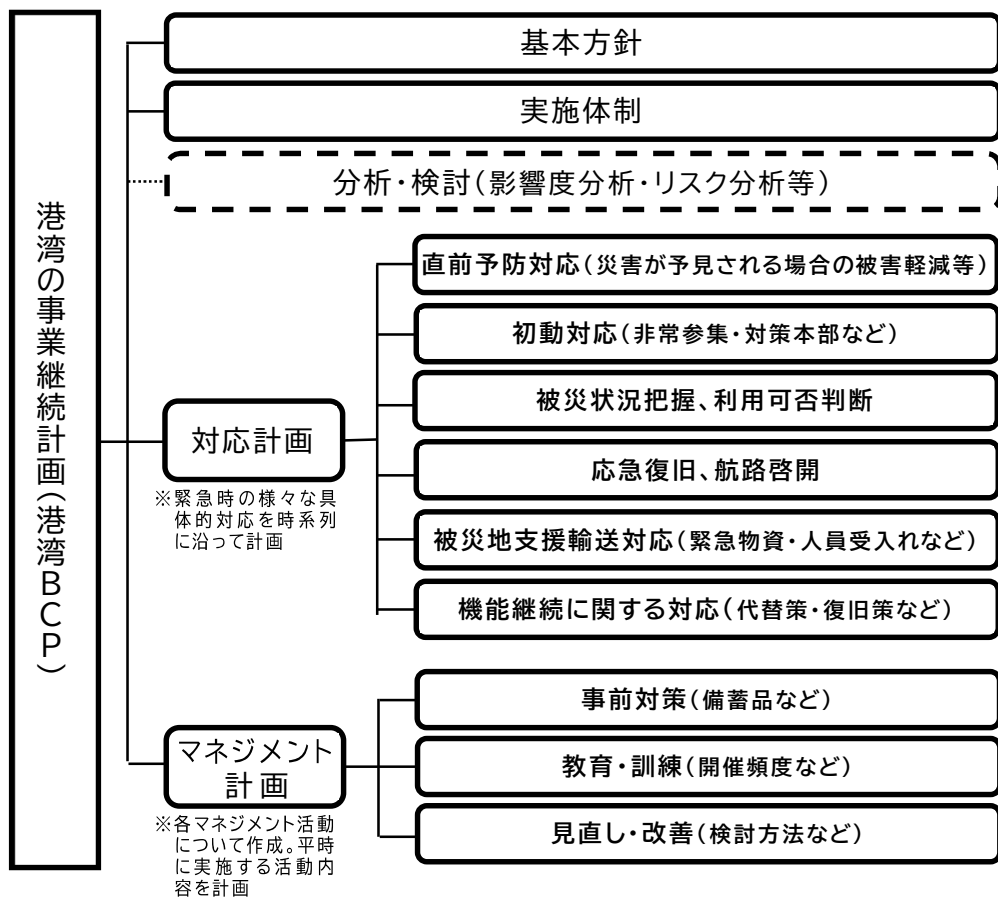 港湾の事業継続計画(港湾BCP)
基本方針
実施体制
分析・検討(影響度分析・リスク分析等)
対応計画
※緊急時の様々な具
体的対応を時系列
に沿って計画
直前予防対応(災害が予見される場合の被害軽減等)
初動対応(非常参集・対策本部など)
被災状況把握、利用可否判断
応急復旧、航路啓開
被災地支援輸送対応(緊急物資・人員受入れなど)
機能継続に関する対応(代替策・復旧策など)
マネジメント
計画
※各マネジメント活動
について作成。平時
に実施する活動内
容を計画
事前対策(備蓄品など)
教育・訓練(開催頻度など)
見直し・改善(検討方法など)